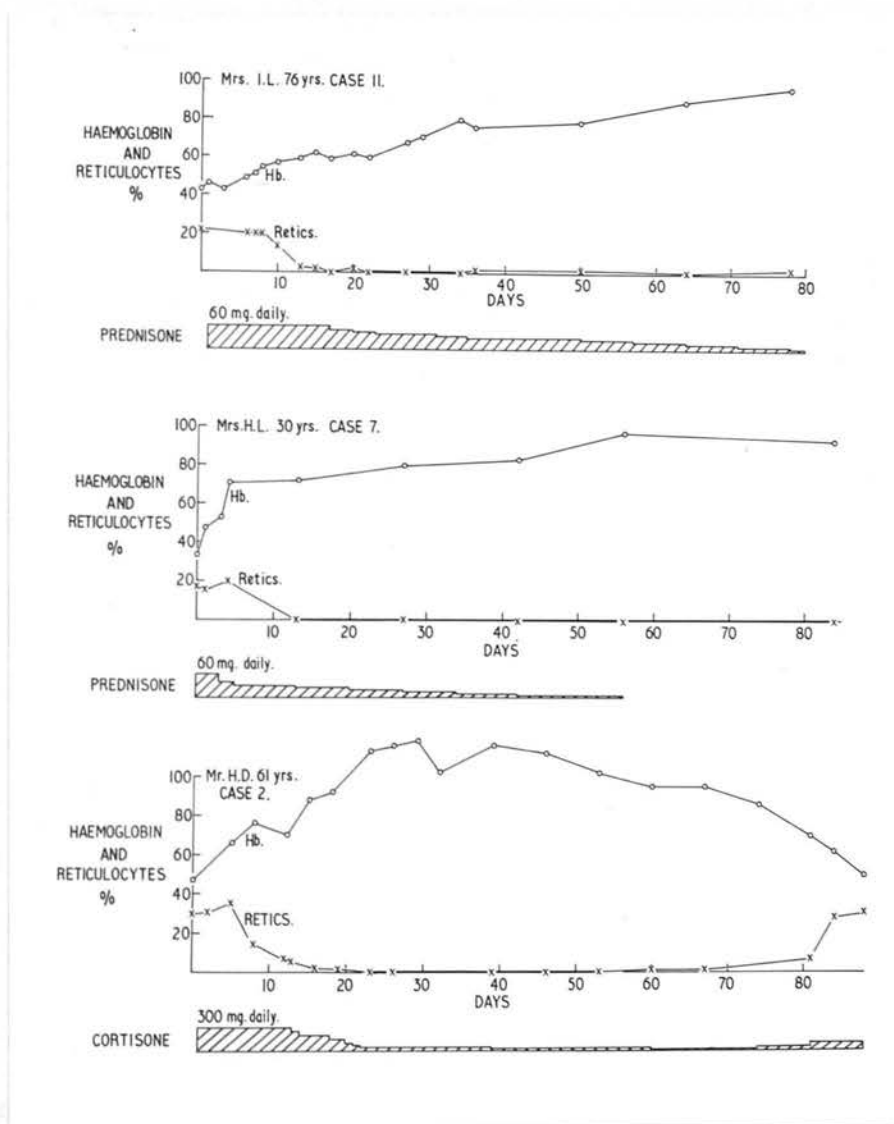 100 Mrs. I.L. 76 yrs. CASE 11.
80
HAEMOGLOBIN
AND
RETICULOCYTES
%
60
Hb.
40
20
Retics.
10 20 30 40 50 60 70 80
DAYS
60 mg. daily.
PREDNISONE
100 Mrs. H.L. 30 yrs. CASE 7.
80
HAEMOGLOBIN
AND
RETICULOCYTES
%
60
Hb.
40
20
Retics.
10 20 30 40 50 60 70 80
DAYS
60 mg. daily.
PREDNISONE
100 Mr. H.D. 61 yrs.
CASE 2.
80
HAEMOGLOBIN
AND
RETICULOCYTES
%
Hb.
60
40
RETICS.
20
10 20 30 40 50 60 70 80
DAYS
300 mg. daily.
CORTISONE